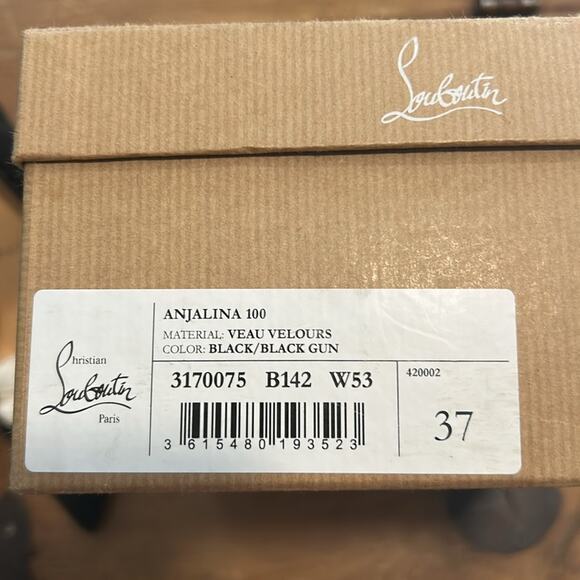 Louboutin
ANJALINA 100
MATERIAL: VEAU VELOURS
COLOR: BLACK/BLACK GUN
Christian
Louboutin
Paris
3170075 B142 W53
420002
37
3 615480 193523